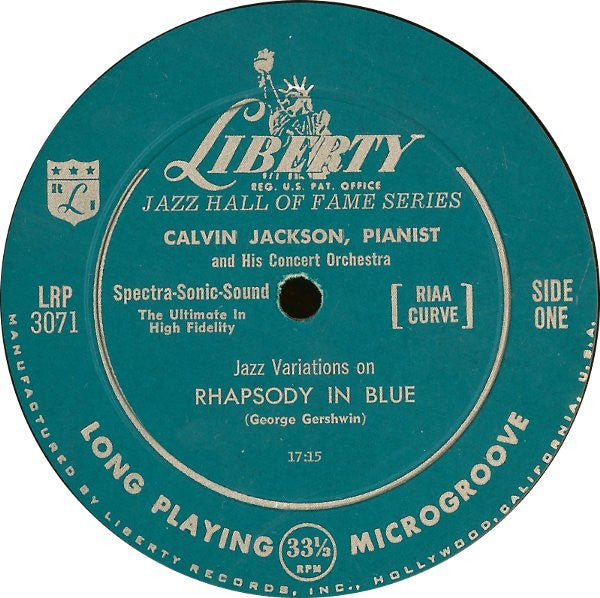 LIBERTY
REG. U.S. PAT. OFFICE
JAZZ HALL OF FAME SERIES
CALVIN JACKSON, PIANIST
and His Concert Orchestra
LRP
3071
Spectra-Sonic-Sound
The Ultimate In
High Fidelity
[ RIAA
CURVE ]
SIDE
ONE
Jazz Variations on
RHAPSODY IN BLUE
(George Gershwin)
17:15
LONG PLAYING 33⅓ RPM MICROGROOVE
MANUFACTURED BY LIBERTY RECORDS, INC., HOLLYWOOD, CALIFORNIA, U.S.A.